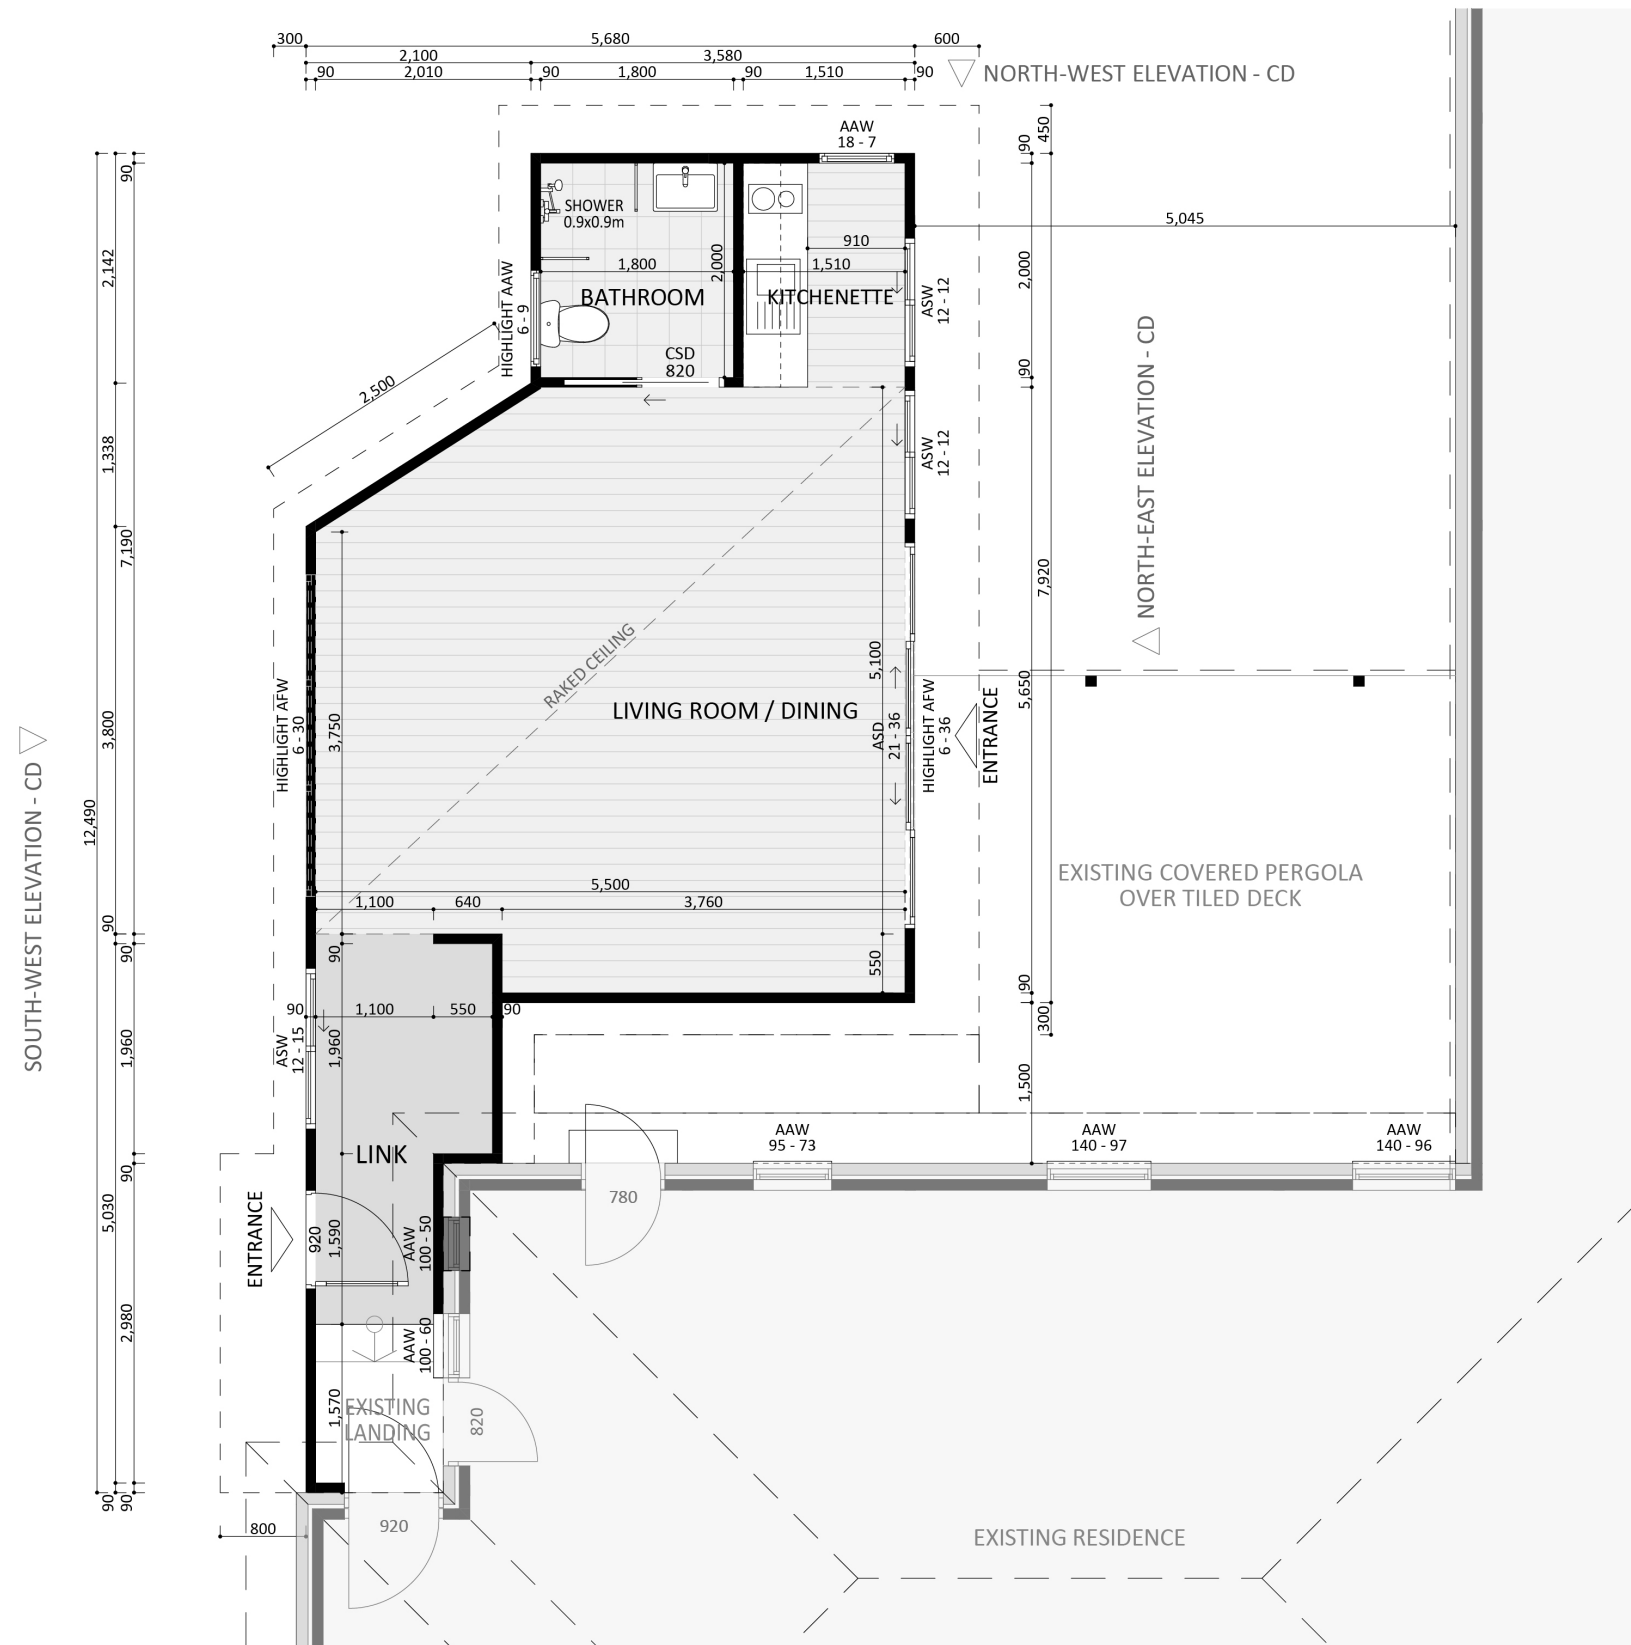 300
5,680
600
2,100
3,580
90
2,010
90
1,800
90
1,510
90
NORTH-WEST ELEVATION - CD
450
90
AAW
18 - 7
90
SHOWER
0.9x0.9m
5,045
910
2,142
2,000
1,800
1,510
2,000
HIGHLIGHT AAW
6 - 9
BATHROOM
KITCHENETTE
ASW
12 - 12
CSD
820
90
2,500
NORTH-EAST ELEVATION - CD
1,338
ASW
12 - 12
7,190
7,920
RAKED CEILING
5,100
5,650
LIVING ROOM / DINING
3,800
HIGHLIGHT AFW
6 - 30
3,750
ASD
21 - 36
HIGHLIGHT AFW
6 - 36
ENTRANCE
12,490
SOUTH-WEST ELEVATION - CD
EXISTING COVERED PERGOLA
OVER TILED DECK
5,500
1,100
640
3,760
90
90
90
550
90
90
1,100
550
90
300
1,960
ASW
12 - 15
1,960
1,500
AAW
95 - 73
AAW
140 - 97
AAW
140 - 96
LINK
90
780
5,030
ENTRANCE
920
1,590
AAW
100 - 50
2,980
AAW
100 - 60
1,570
EXISTING
LANDING
820
90
90
800
920
EXISTING RESIDENCE